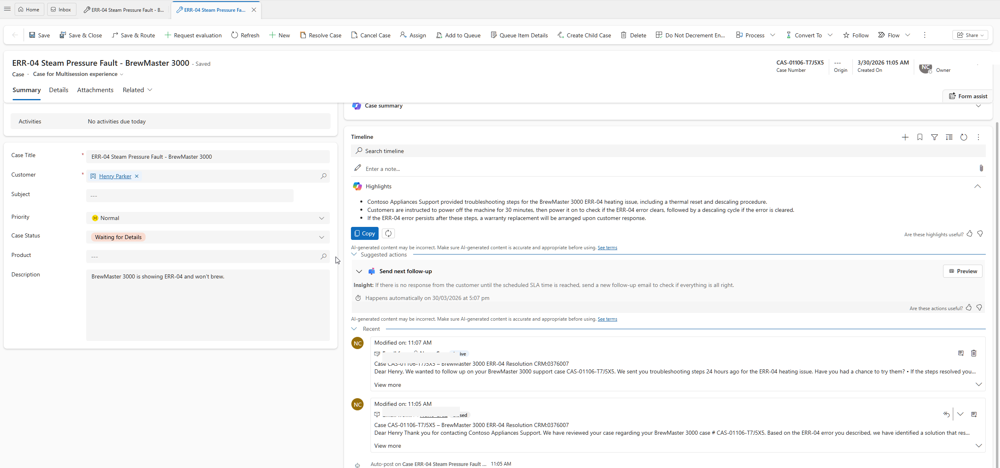 Home
Inbox
ERR-04 Steam Pressure Fault - B...
ERR-04 Steam Pressure Fa...
Save
Save & Close
Save & Route
Request evaluation
Refresh
New
Resolve Case
Cancel Case
Assign
Add to Queue
Queue Item Details
Create Child Case
Delete
Do Not Decrement En...
Process
Convert To
Follow
Flow
Share
ERR-04 Steam Pressure Fault - BrewMaster 3000 - Saved
Case · Case for Multisession experience
CAS-01106-T7J5X5
Case Number
---
Origin
3/30/2026 11:05 AM
Created On
NC
Owner
Summary
Details
Attachments
Related
Form assist
Activities
No activities due today
Case Title
*
ERR-04 Steam Pressure Fault - BrewMaster 3000
Customer
*
Henry Parker
Subject
---
Priority
Normal
Case Status
Waiting for Details
Product
---
Description
BrewMaster 3000 is showing ERR-04 and won't brew.
Case summary
Timeline
Search timeline
Enter a note...
Highlights
• Contoso Appliances Support provided troubleshooting steps for the BrewMaster 3000 ERR-04 heating issue, including a thermal reset and descaling procedure.
• Customers are instructed to power off the machine for 30 minutes, then power it on to check if the ERR-04 error clears, followed by a descaling cycle if the error is cleared.
• If the ERR-04 error persists after these steps, a warranty replacement will be arranged upon customer response.
Copy
Are these highlights useful?
AI-generated content may be incorrect. Make sure AI-generated content is accurate and appropriate before using. See terms
Suggested actions
Send next follow-up
Preview
Insight: If there is no response from the customer until the scheduled SLA time is reached, send a new follow-up email to check if everything is all right.
Happens automatically on 30/03/2026 at 5:07 pm
Are these actions useful?
AI-generated content may be incorrect. Make sure AI-generated content is accurate and appropriate before using. See terms
Recent
NC
Modified on: 11:07 AM
Case CAS-01106-T7J5X5 – BrewMaster 3000 ERR-04 Resolution CRM:0376007
Dear Henry, We wanted to follow up on your BrewMaster 3000 support case CAS-01106-T7J5X5. We sent you troubleshooting steps 24 hours ago for the ERR-04 heating issue. Have you had a chance to try them? • If the steps resolved you...
View more
NC
Modified on: 11:05 AM
Case CAS-01106-T7J5X5 – BrewMaster 3000 ERR-04 Resolution CRM:0376007
Dear Henry Thank you for contacting Contoso Appliances Support. We have reviewed your case regarding your BrewMaster 3000 case # CAS-01106-T7J5X5. Based on the ERR-04 error you described, we have identified a solution that res...
View more
Auto-post on Case ERR-04 Steam Pressure Fault ... 11:05 AM